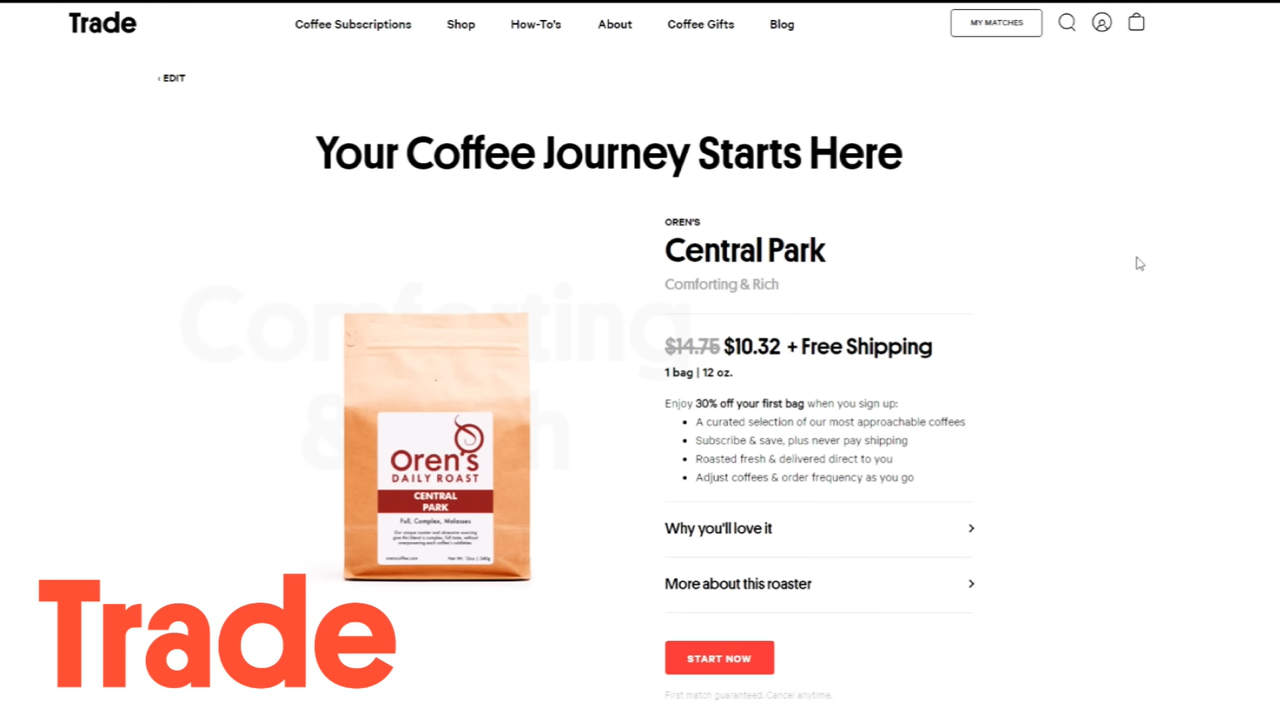 Trade
Coffee Subscriptions Shop How-To's About Coffee Gifts Blog
MY MATCHES
‹ EDIT
Your Coffee Journey Starts Here
OREN'S
Central Park
Comforting & Rich
$14.75 $10.32 + Free Shipping
1 bag | 12 oz.
Enjoy 30% off your first bag when you sign up:
• A curated selection of our most approachable coffees
• Subscribe & save, plus never pay shipping
• Roasted fresh & delivered direct to you
• Adjust coffees & order frequency as you go
Why you'll love it
More about this roaster
START NOW
First match guaranteed. Cancel anytime.
Comforting
& Rich
Oren's
DAILY ROAST
CENTRAL
PARK
Full, Complex, Molasses
Trade